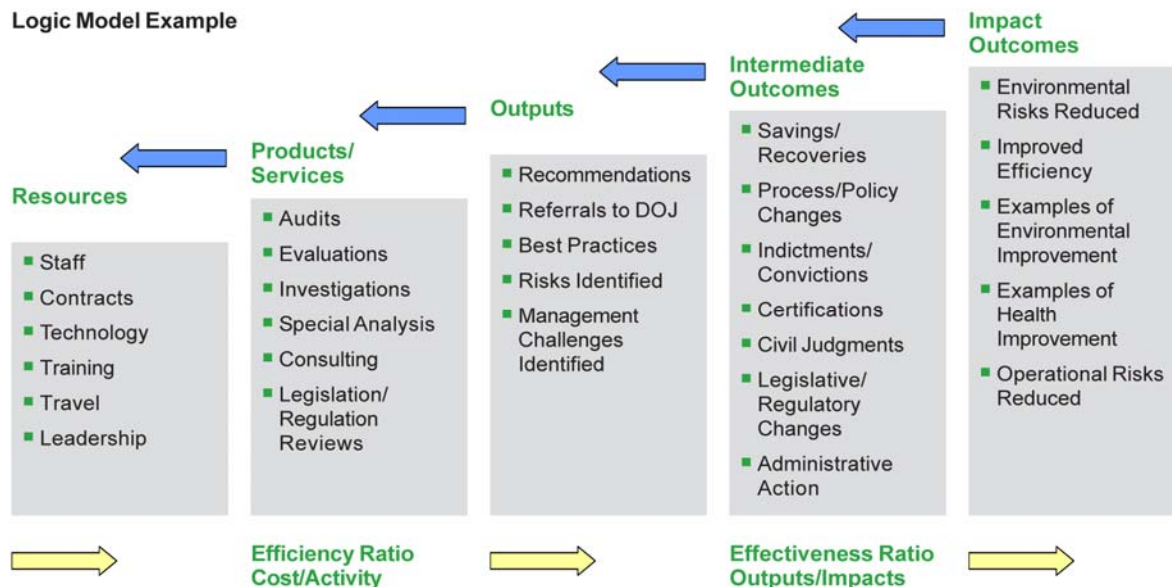 Logic Model Example
Resources
Staff
Contracts
Technology
Training
Travel
Leadership
Products/
Services
Audits
Evaluations
Investigations
Special Analysis
Consulting
Legislation/
Regulation
Reviews
Outputs
Recommendations
Referrals to DOJ
Best Practices
Risks Identified
Management
Challenges
Identified
Intermediate
Outcomes
Savings/
Recoveries
Process/Policy
Changes
Indictments/
Convictions
Certifications
Civil Judgments
Legislative/
Regulatory
Changes
Administrative
Action
Impact
Outcomes
Environmental
Risks Reduced
Improved
Efficiency
Examples of
Environmental
Improvement
Examples of
Health
Improvement
Operational Risks
Reduced
Efficiency Ratio
Cost/Activity
Effectiveness Ratio
Outputs/Impacts